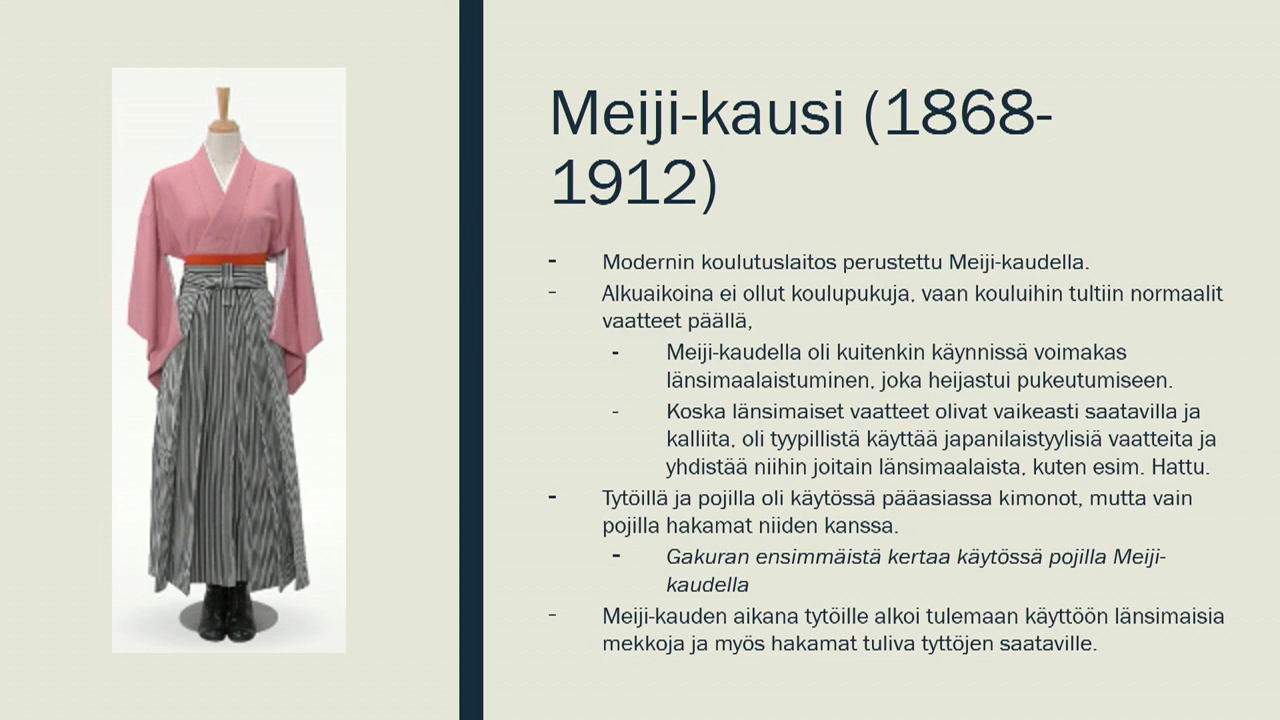 Meiji-kausi (1868-
1912)
- Modernin koulutuslaitos perustettu Meiji-kaudella.
- Alkuaikoina ei ollut koulupukuja, vaan kouluihin tultiin normaalit
vaatteet päällä,
- Meiji-kaudella oli kuitenkin käynnissä voimakas
länsimaalaistuminen, joka heijastui pukeutumiseen.
- Koska länsimaiset vaatteet olivat vaikeasti saatavilla ja
kalliita, oli tyypillistä käyttää japanilaistyylisiä vaatteita ja
yhdistää niihin joitain länsimaalaista, kuten esim. Hattu.
- Tytöillä ja pojilla oli käytössä pääasiassa kimonot, mutta vain
pojilla hakamat niiden kanssa.
- Gakuran ensimmäistä kertaa käytössä pojilla Meiji-
kaudella
- Meiji-kauden aikana tytöille alkoi tulemaan käyttöön länsimaisia
mekkoja ja myös hakamat tuliva tyttöjen saataville.